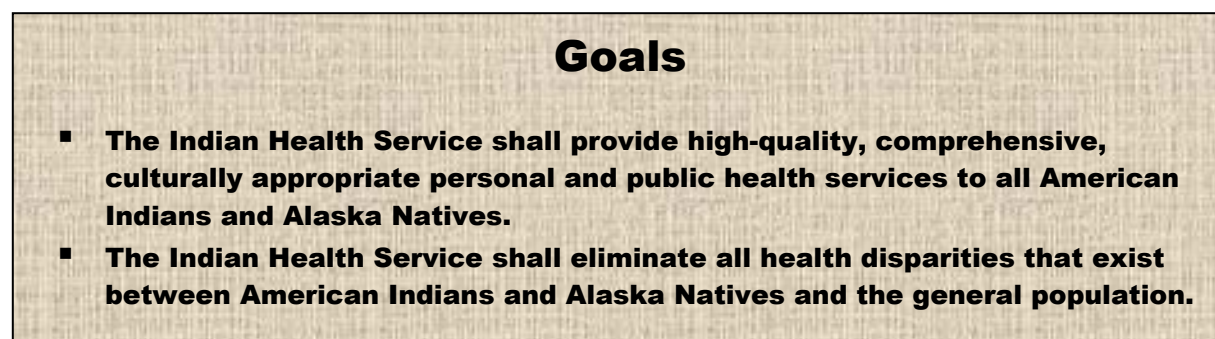 Goals
▪ The Indian Health Service shall provide high-quality, comprehensive,
culturally appropriate personal and public health services to all American
Indians and Alaska Natives.
▪ The Indian Health Service shall eliminate all health disparities that exist
between American Indians and Alaska Natives and the general population.